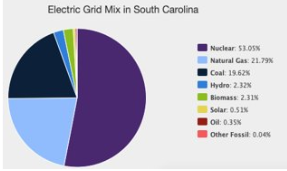 Electric Grid Mix in South Carolina
Nuclear: 53.05%
Natural Gas: 21.79%
Coal: 19.62%
Hydro: 2.32%
Biomass: 2.31%
Solar: 0.51%
Oil: 0.35%
Other Fossil: 0.04%